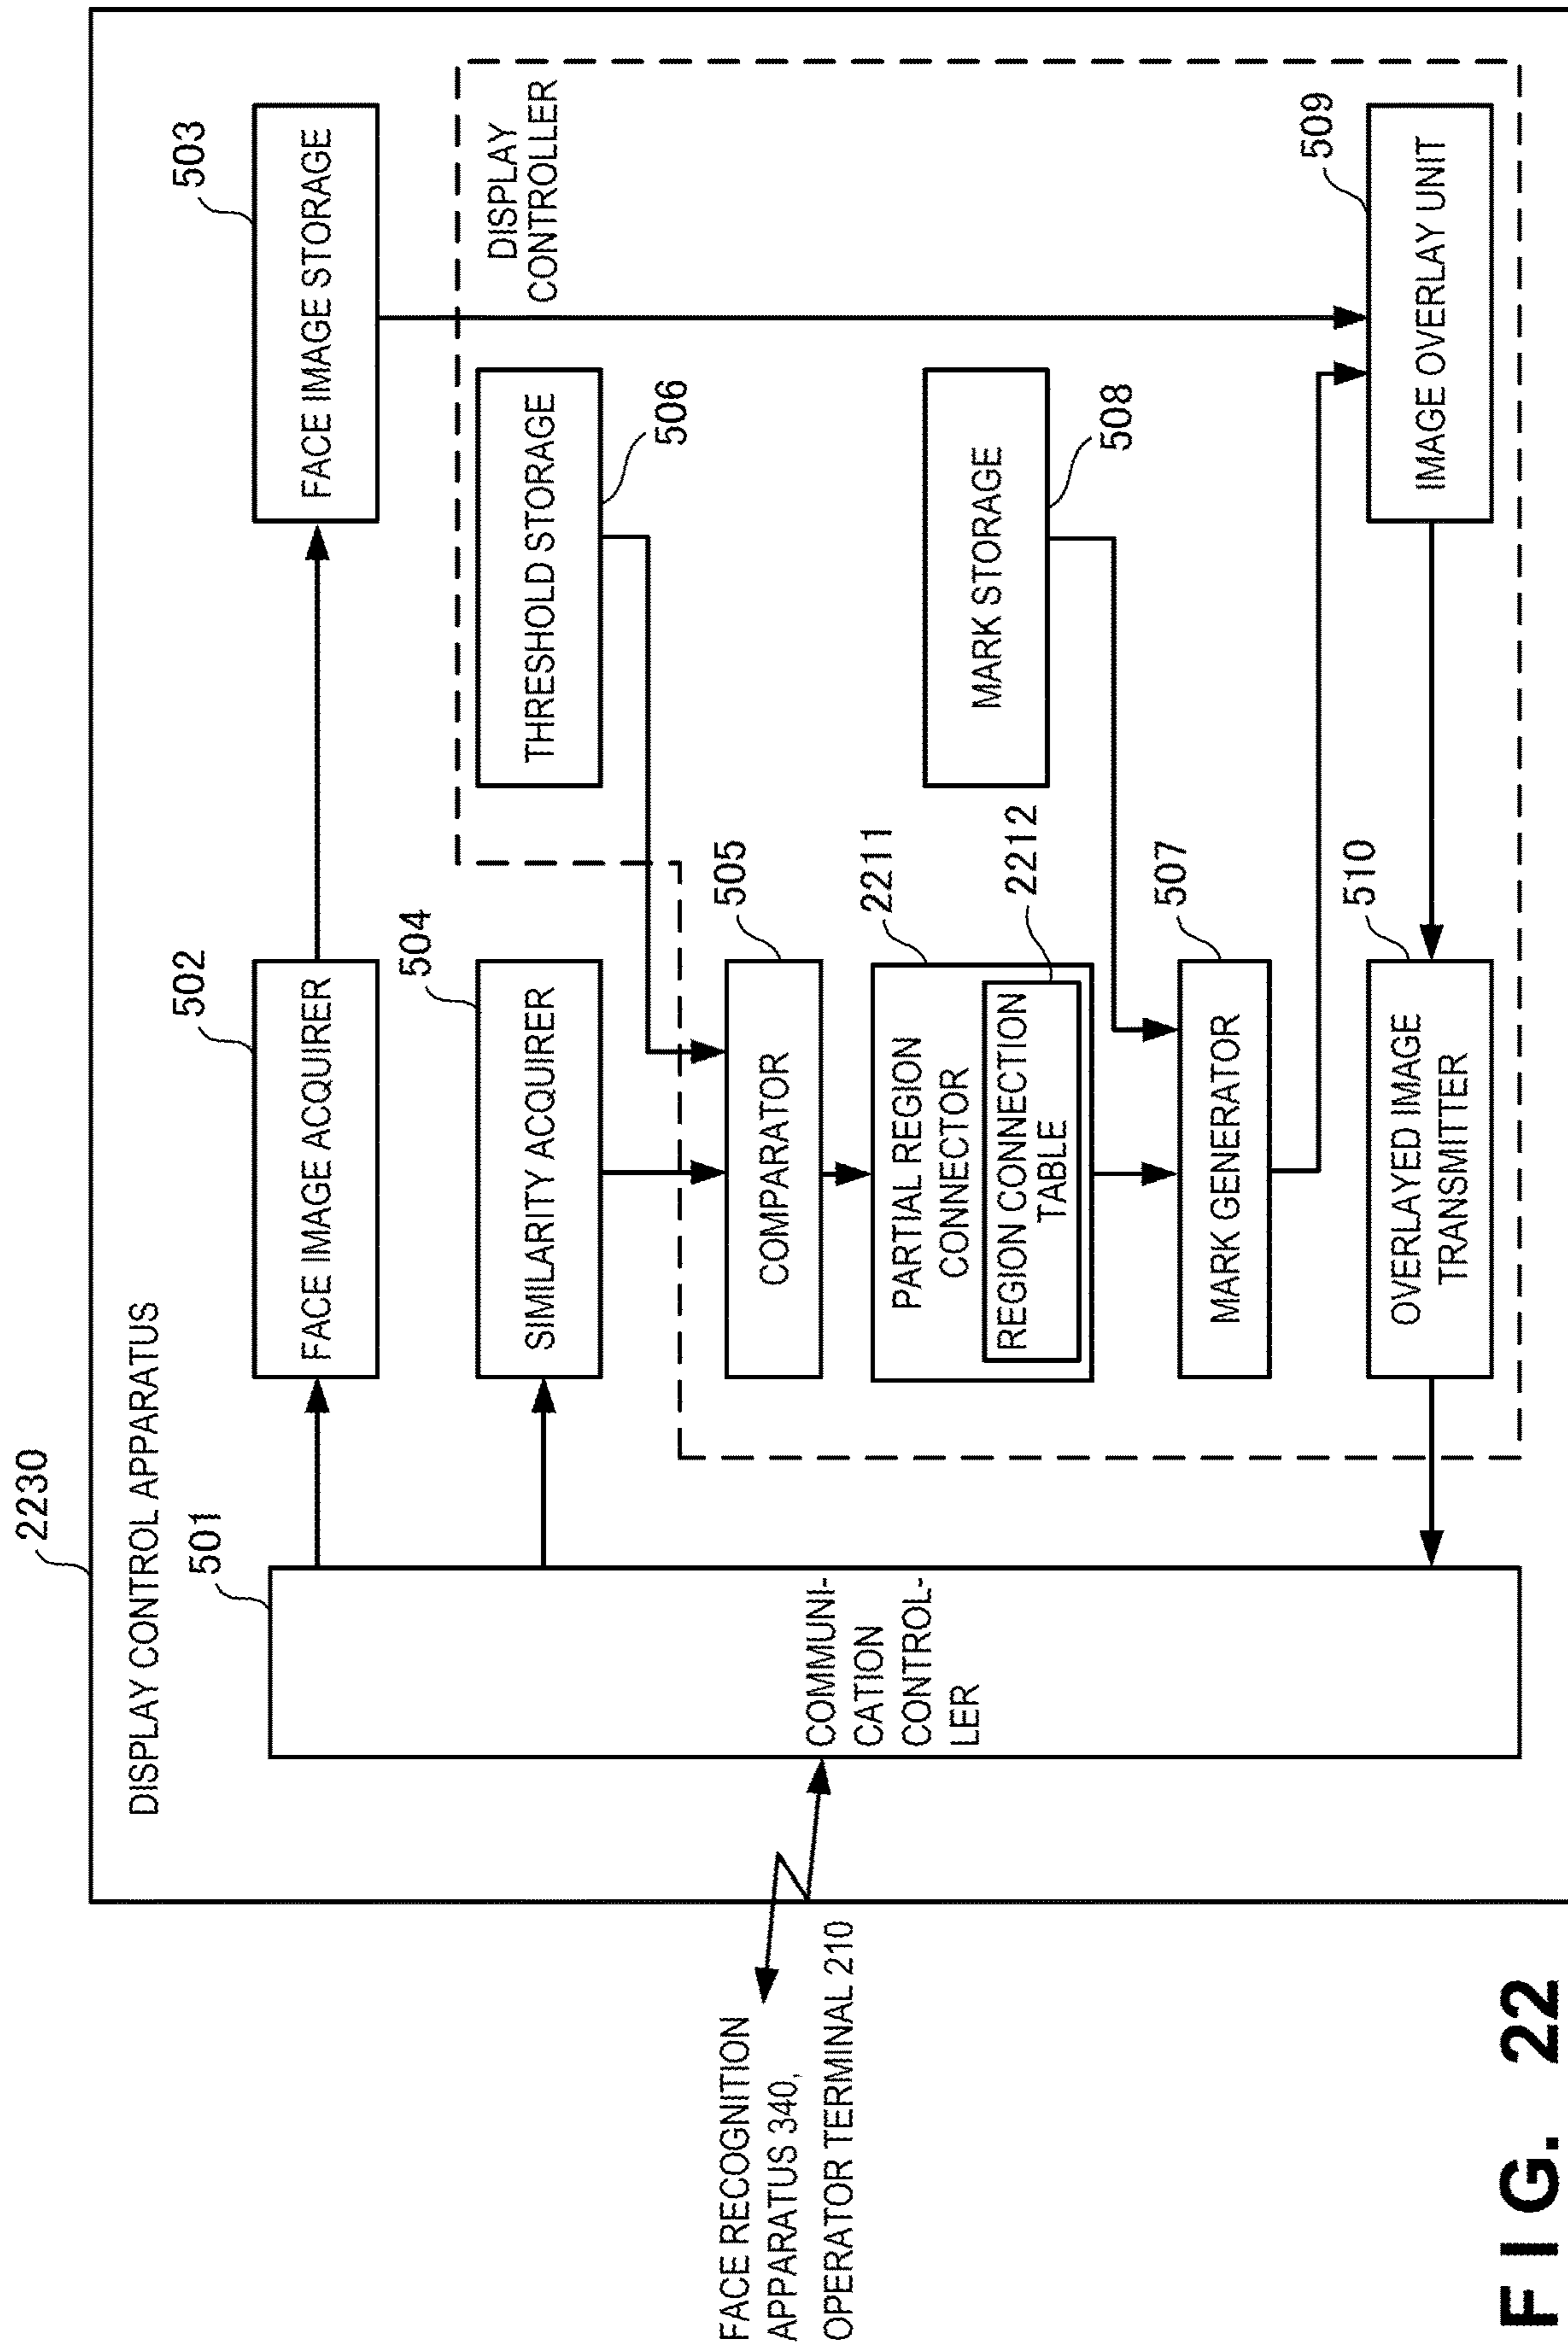 2230
DISPLAY CONTROL APPARATUS
501
COMMUNI-
CATION
CONTROL-
LER
FACE RECOGNITION
APPARATUS 340,
OPERATOR TERMINAL 210
502
FACE IMAGE ACQUIRER
503
FACE IMAGE STORAGE
504
SIMILARITY ACQUIRER
DISPLAY
CONTROLLER
THRESHOLD STORAGE
506
505
COMPARATOR
2211
PARTIAL REGION
CONNECTOR
2212
REGION CONNECTION
TABLE
MARK STORAGE
508
507
MARK GENERATOR
509
IMAGE OVERLAY UNIT
510
OVERLAYED IMAGE
TRANSMITTER
FIG. 22